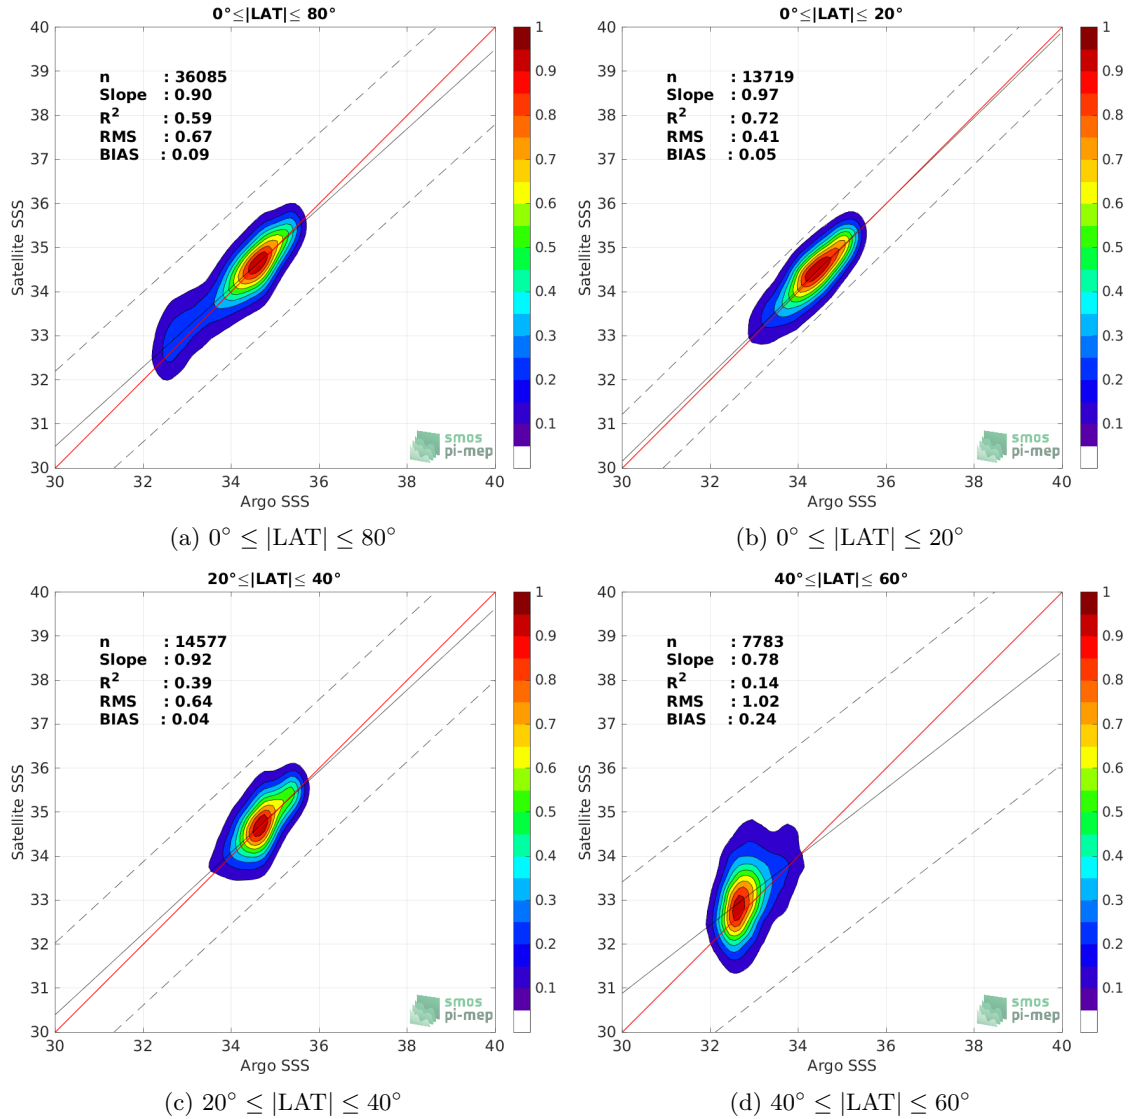 0°≤|LAT|≤ 80°
n : 36085
Slope : 0.90
R2 : 0.59
RMS : 0.67
BIAS : 0.09
Satellite SSS
40
39
38
37
36
35
34
33
32
31
30
30 32 34 36 38 40
Argo SSS
1
0.9
0.8
0.7
0.6
0.5
0.4
0.3
0.2
0.1
smos
pi-mep
(a) 0° ≤ |LAT| ≤ 80°
0°≤|LAT|≤ 20°
n : 13719
Slope : 0.97
R2 : 0.72
RMS : 0.41
BIAS : 0.05
Satellite SSS
40
39
38
37
36
35
34
33
32
31
30
30 32 34 36 38 40
Argo SSS
1
0.9
0.8
0.7
0.6
0.5
0.4
0.3
0.2
0.1
smos
pi-mep
(b) 0° ≤ |LAT| ≤ 20°
20°≤|LAT|≤ 40°
n : 14577
Slope : 0.92
R2 : 0.39
RMS : 0.64
BIAS : 0.04
Satellite SSS
40
39
38
37
36
35
34
33
32
31
30
30 32 34 36 38 40
Argo SSS
1
0.9
0.8
0.7
0.6
0.5
0.4
0.3
0.2
0.1
smos
pi-mep
(c) 20° ≤ |LAT| ≤ 40°
40°≤|LAT|≤ 60°
n : 7783
Slope : 0.78
R2 : 0.14
RMS : 1.02
BIAS : 0.24
Satellite SSS
40
39
38
37
36
35
34
33
32
31
30
30 32 34 36 38 40
Argo SSS
1
0.9
0.8
0.7
0.6
0.5
0.4
0.3
0.2
0.1
smos
pi-mep
(d) 40° ≤ |LAT| ≤ 60°